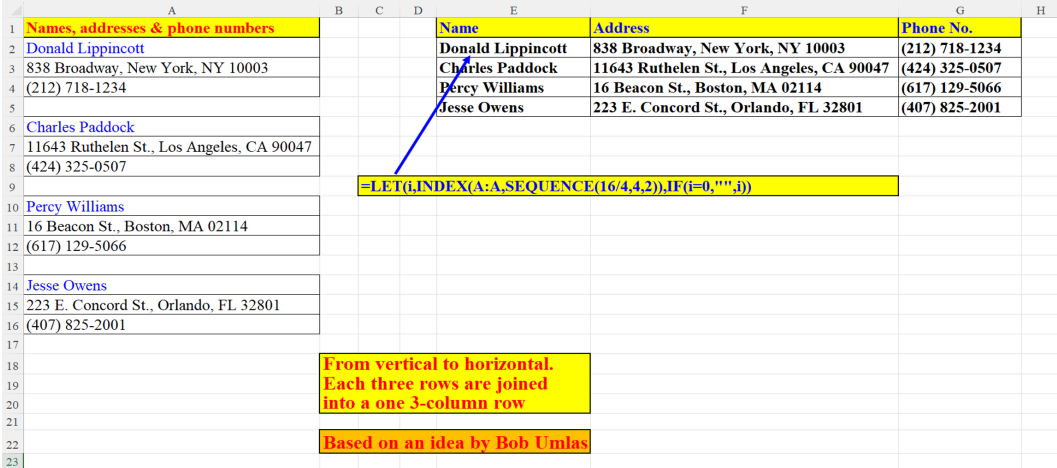 A B C D E F G H
1 Names, addresses & phone numbers Name Address Phone No.
2 Donald Lippincott Donald Lippincott 838 Broadway, New York, NY 10003 (212) 718-1234
3 838 Broadway, New York, NY 10003 Charles Paddock 11643 Ruthelen St., Los Angeles, CA 90047 (424) 325-0507
4 (212) 718-1234 Percy Williams 16 Beacon St., Boston, MA 02114 (617) 129-5066
5 Jesse Owens 223 E. Concord St., Orlando, FL 32801 (407) 825-2001
6 Charles Paddock
7 11643 Ruthelen St., Los Angeles, CA 90047
8 (424) 325-0507
9 =LET(i,INDEX(A:A,SEQUENCE(16/4,4,2)),IF(i=0,"",i))
10 Percy Williams
11 16 Beacon St., Boston, MA 02114
12 (617) 129-5066
13
14 Jesse Owens
15 223 E. Concord St., Orlando, FL 32801
16 (407) 825-2001
17
18 From vertical to horizontal.
19 Each three rows are joined
20 into a one 3-column row
21
22 Based on an idea by Bob Umlas
23